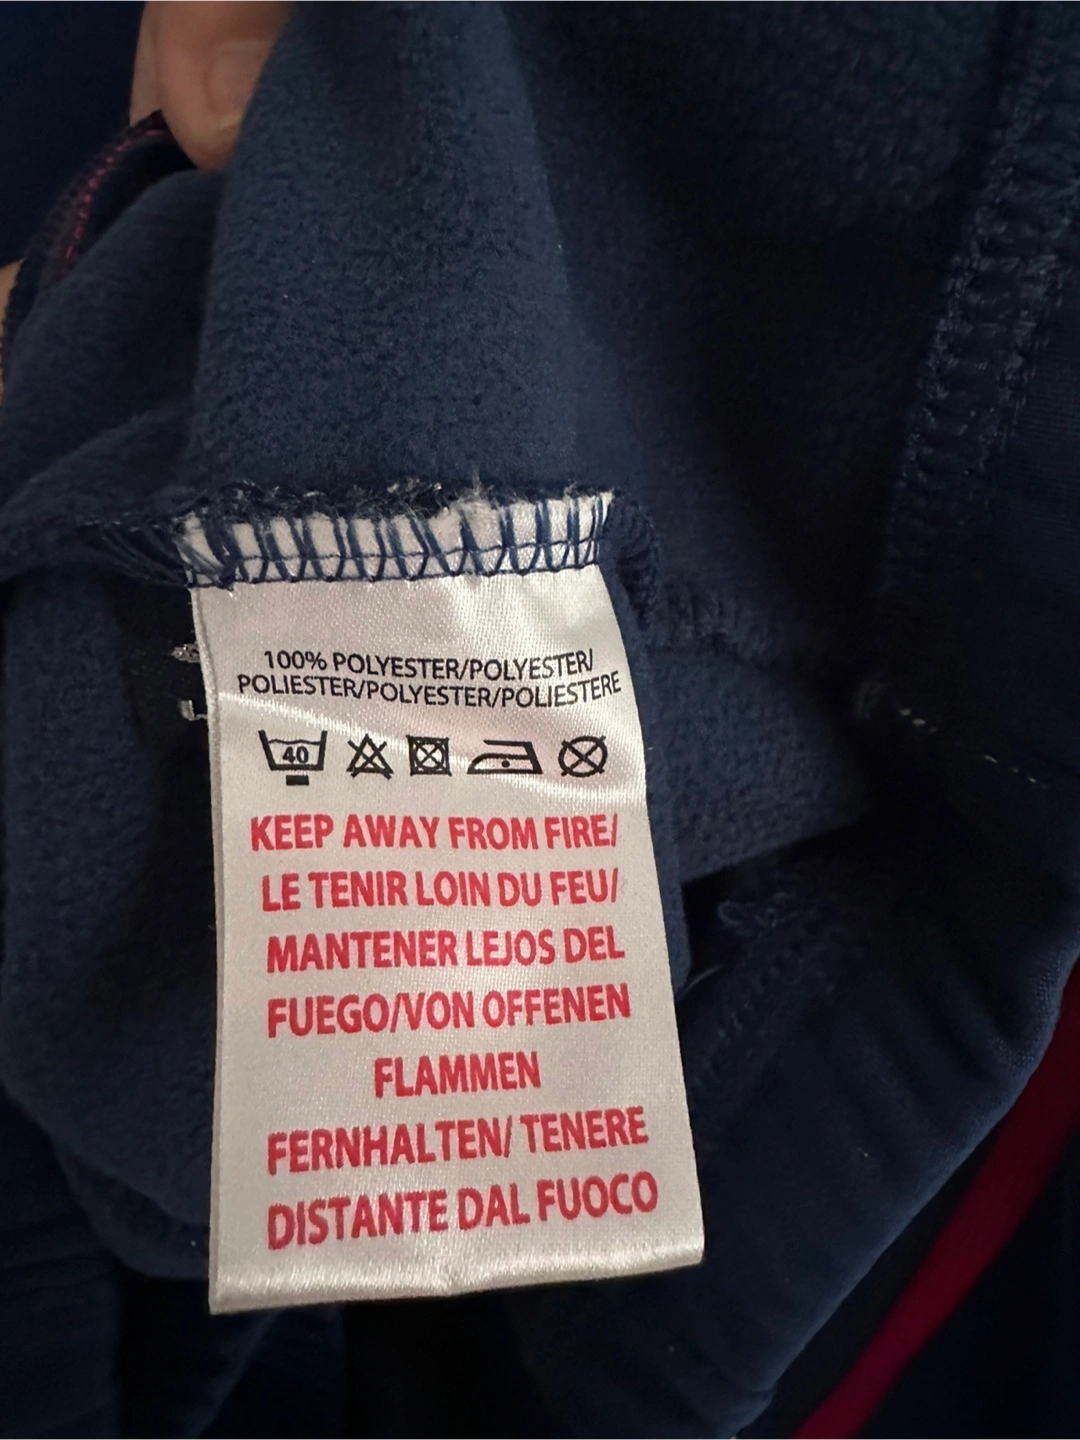 100% POLYESTER/POLYESTER/
POLIESTER/POLYESTER/POLIESTERE
40
KEEP AWAY FROM FIRE/
LE TENIR LOIN DU FEU/
MANTENER LEJOS DEL
FUEGO/VON OFFENEN
FLAMMEN
FERNHALTEN/ TENERE
DISTANTE DAL FUOCO